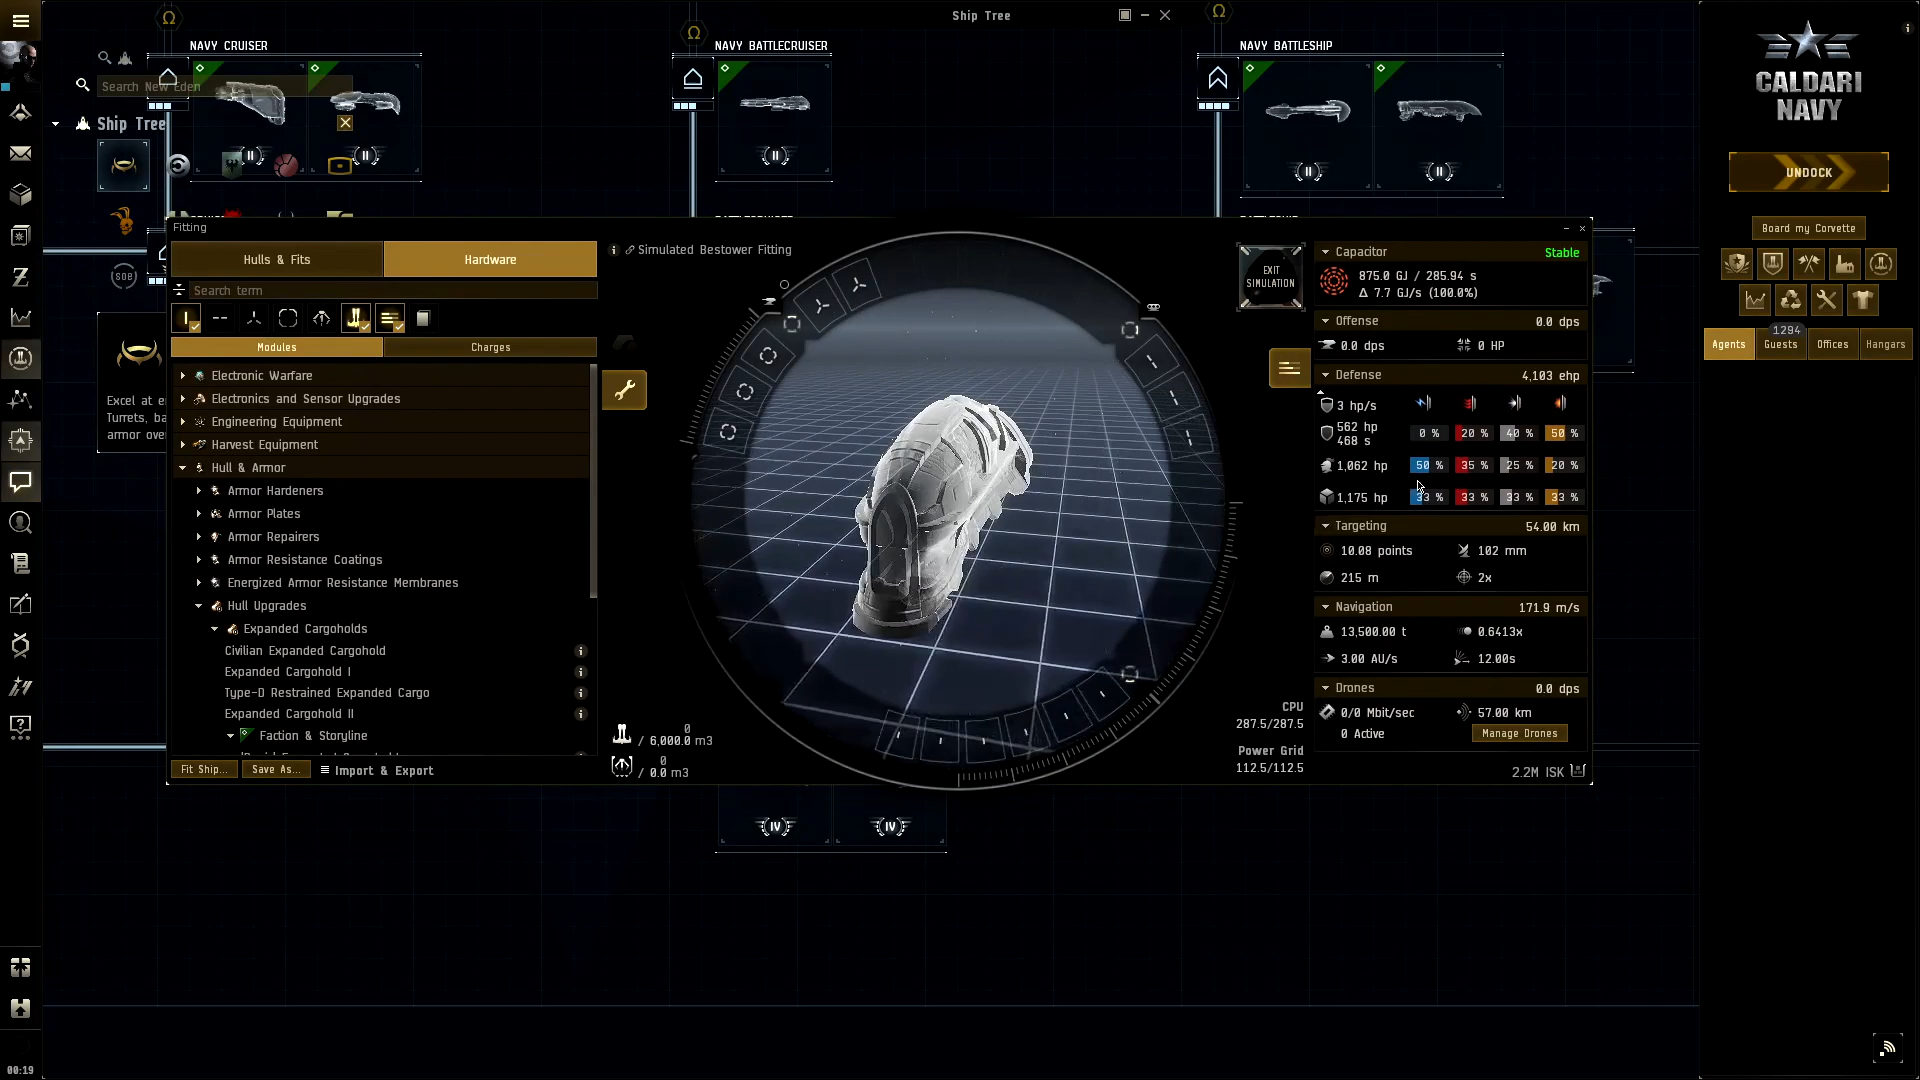 Ship Tree
NAVY CRUISER
NAVY BATTLECRUISER
NAVY BATTLESHIP
Search New Eden
Ship Tree
II
II
II
II
II
SOE
Excel at e
Turrets, ba
armor over
Fitting
Hulls & Fits
Hardware
Search term
Modules
Charges
Electronic Warfare
Electronics and Sensor Upgrades
Engineering Equipment
Harvest Equipment
Hull & Armor
Armor Hardeners
Armor Plates
Armor Repairers
Armor Resistance Coatings
Energized Armor Resistance Membranes
Hull Upgrades
Expanded Cargoholds
Civilian Expanded Cargohold
Expanded Cargohold I
Type-D Restrained Expanded Cargo
Expanded Cargohold II
Faction & Storyline
Fit Ship...
Save As...
Import & Export
Simulated Bestower Fitting
EXIT
SIMULATION
0
/ 6,000.0 m3
0
/ 0.0 m3
CPU
287.5/287.5
Power Grid
112.5/112.5
Capacitor
Stable
875.0 GJ / 285.94 s
Δ 7.7 GJ/s (100.0%)
Offense
0.0 dps
0.0 dps
0 HP
Defense
4,103 ehp
3 hp/s
562 hp
468 s
0 %
20 %
40 %
50 %
1,062 hp
50 %
35 %
25 %
20 %
1,175 hp
33 %
33 %
33 %
33 %
Targeting
54.00 km
10.08 points
102 mm
215 m
2x
Navigation
171.9 m/s
13,500.00 t
0.6413x
3.00 AU/s
12.00s
Drones
0.0 dps
0/0 Mbit/sec
57.00 km
0 Active
Manage Drones
2.2M ISK
IV
IV
CALDARI
NAVY
UNDOCK
Board my Corvette
Agents
1294
Guests
Offices
Hangars
00:19